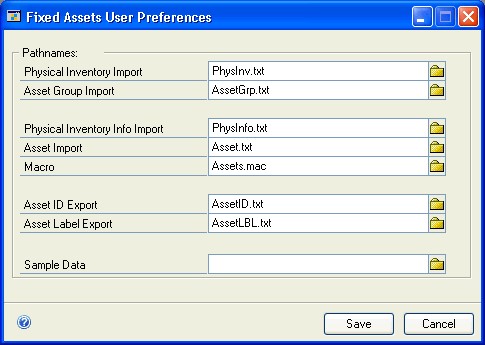 Fixed Assets User Preferences
Pathnames:
Physical Inventory Import PhysInv.txt
Asset Group Import AssetGrp.txt
Physical Inventory Info Import PhysInfo.txt
Asset Import Asset.txt
Macro Assets.mac
Asset ID Export AssetID.txt
Asset Label Export AssetLBL.txt
Sample Data
Save Cancel